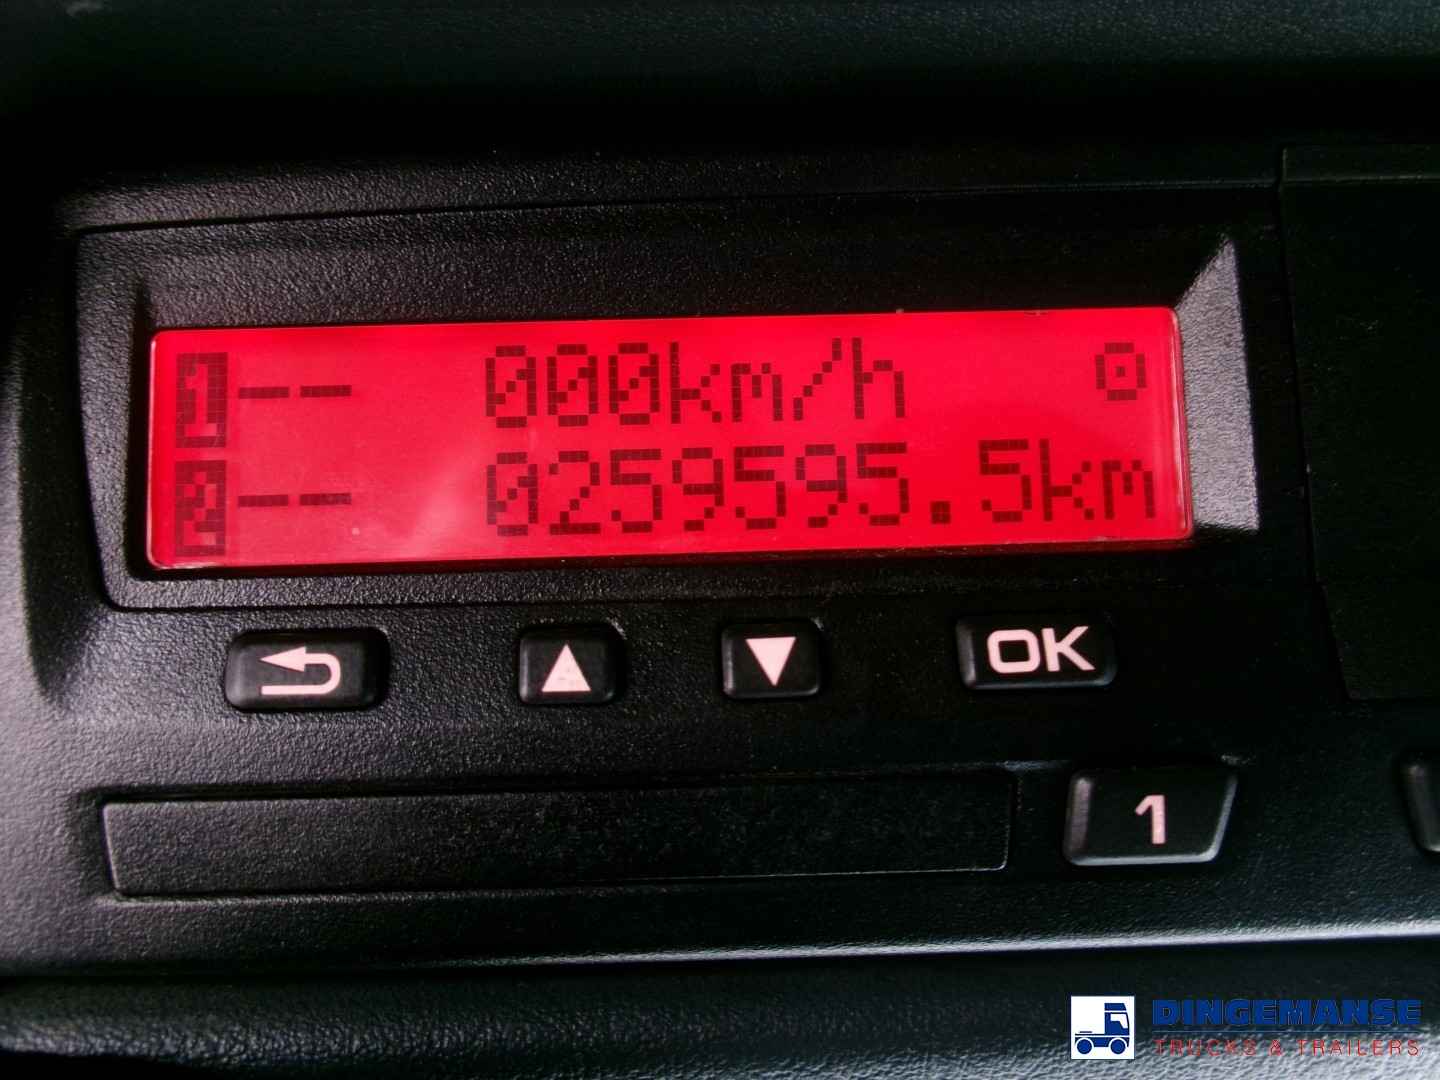 1-- 000km/h
2-- 0259595.5km
OK
1
DINGEMANSE
TRUCKS & TRAILERS